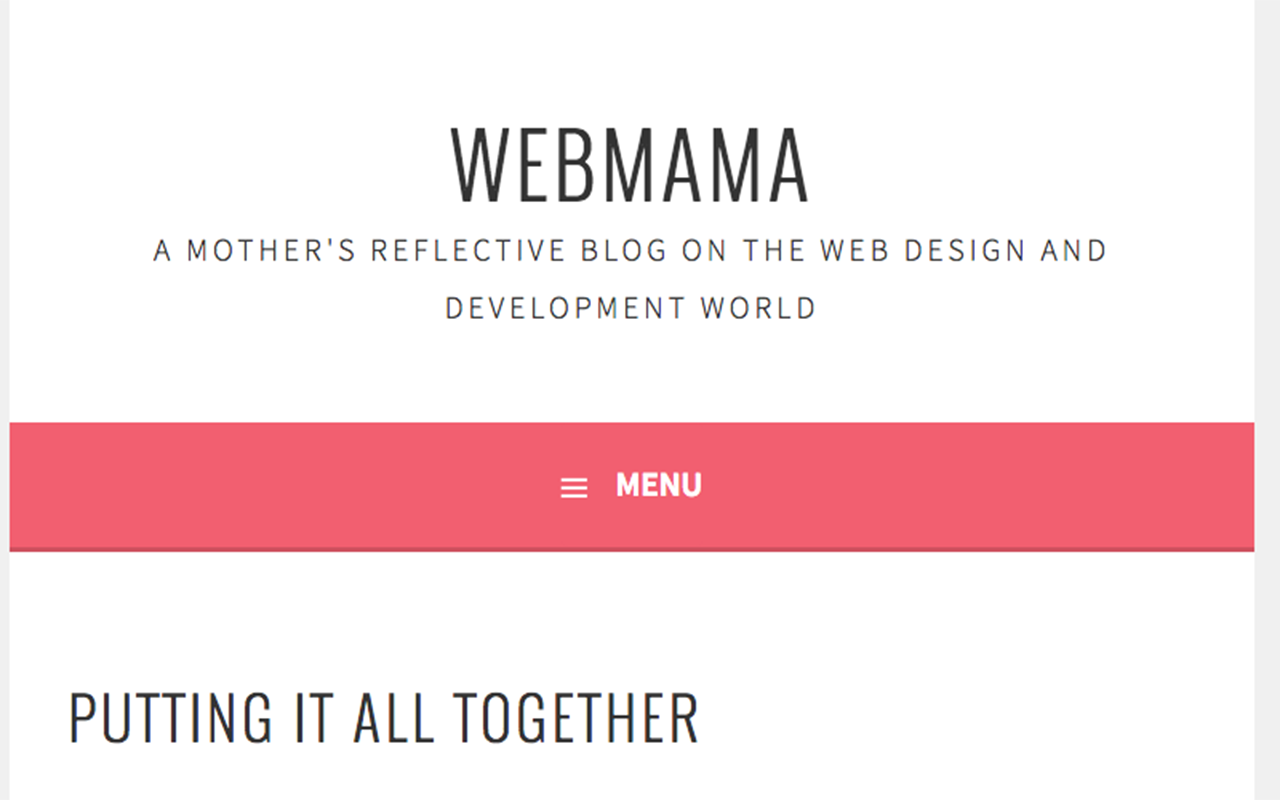 WEBMAMA
A MOTHER'S REFLECTIVE BLOG ON THE WEB DESIGN AND
DEVELOPMENT WORLD
MENU
PUTTING IT ALL TOGETHER